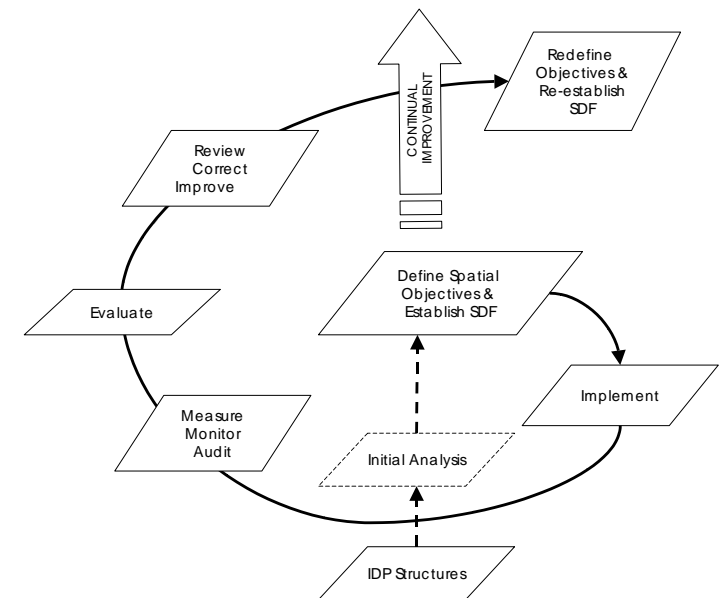 Redefine
Objectives &
Re-establish
SDF
CONTINUAL
IMPROVEMENT
Review
Correct
Improve
Define Spatial
Objectives &
Establish SDF
Evaluate
Implement
Measure
Monitor
Audit
Initial Analysis
IDP Structures